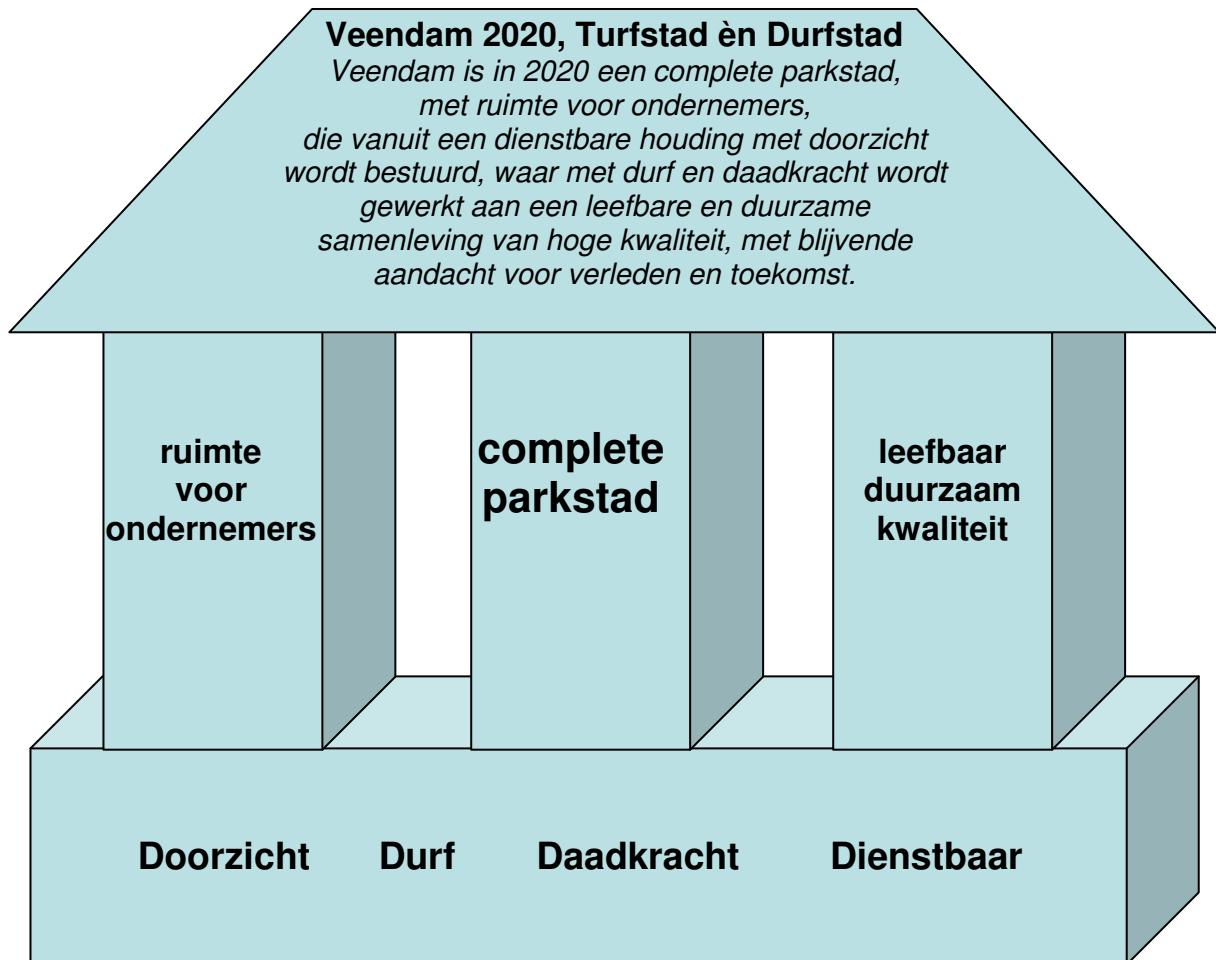 Veendam 2020, Turfstad èn Durfstad
Veendam is in 2020 een complete parkstad,
met ruimte voor ondernemers,
die vanuit een dienstbare houding met doorzicht
wordt bestuurd, waar met durf en daadkracht wordt
gewerkt aan een leefbare en duurzame
samenleving van hoge kwaliteit, met blijvende
aandacht voor verleden en toekomst.
ruimte
voor
ondernemers
complete
parkstad
leefbaar
duurzaam
kwaliteit
Doorzicht Durf Daadkracht Dienstbaar